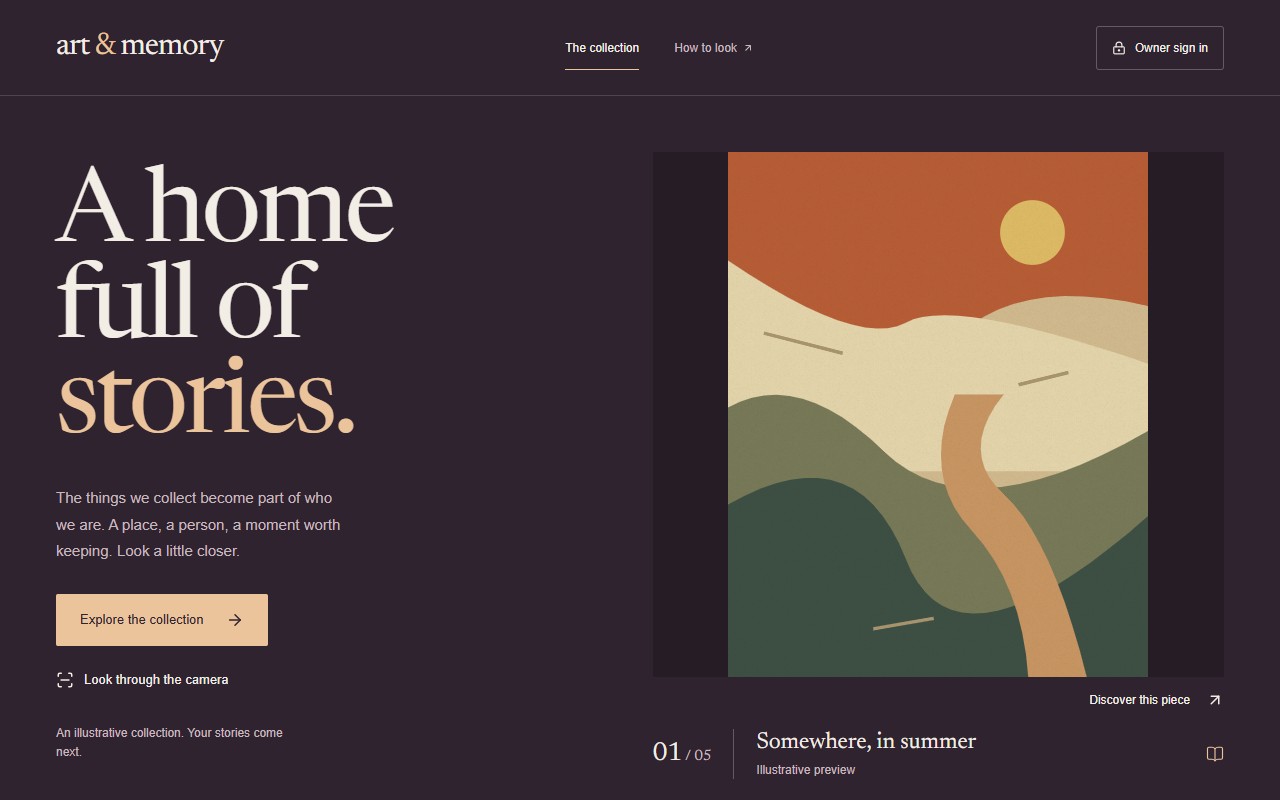 art & memory
The collection
How to look
Owner sign in
A home
full of
stories.
The things we collect become part of who
we are. A place, a person, a moment worth
keeping. Look a little closer.
Explore the collection
Look through the camera
An illustrative collection. Your stories come
next.
Discover this piece
01 / 05
Somewhere, in summer
Illustrative preview